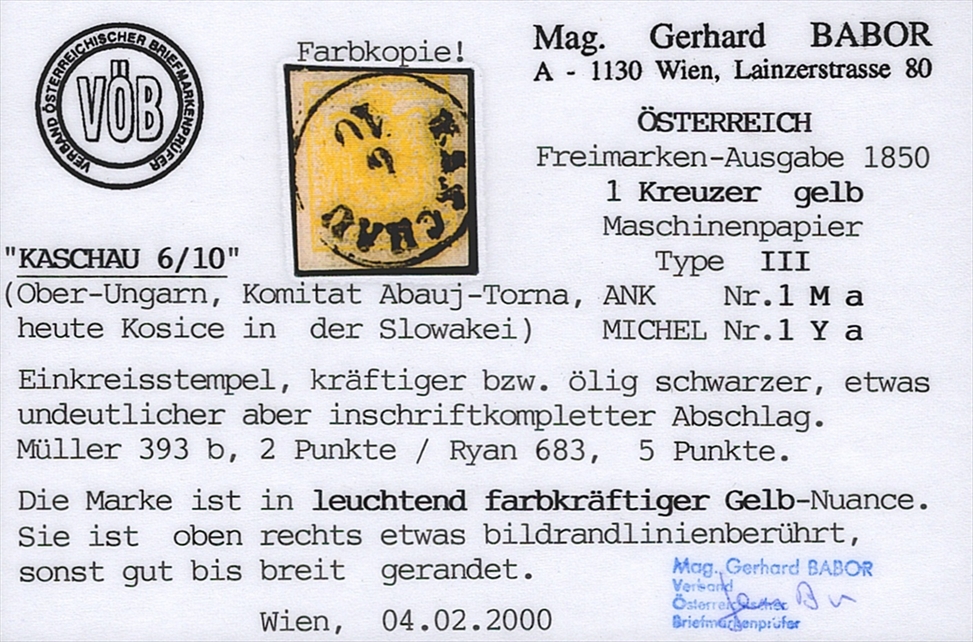 VERBAND ÖSTERREICHISCHER BRIEFMARKENPRÜFER
VÖB
Farbkopie!
KASCHAU
6
10
Mag. Gerhard BABOR
A - 1130 Wien, Lainzerstrasse 80
ÖSTERREICH
Freimarken-Ausgabe 1850
1 Kreuzer gelb
Maschinenpapier
Type III
ANK Nr.1 M a
MICHEL Nr.1 Y a
"KASCHAU 6/10"
(Ober-Ungarn, Komitat Abauj-Torna,
heute Kosice in der Slowakei)
Einkreisstempel, kräftiger bzw. ölig schwarzer, etwas
undeutlicher aber inschriftkompletter Abschlag.
Müller 393 b, 2 Punkte / Ryan 683, 5 Punkte.
Die Marke ist in leuchtend farbkräftiger Gelb-Nuance.
Sie ist oben rechts etwas bildrandlinienberührt,
sonst gut bis breit gerandet.
Wien, 04.02.2000
Mag. Gerhard BABOR
Verband
Österreichischer
Briefmarkenprüfer